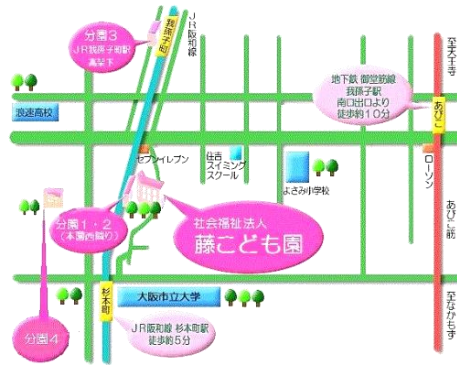 分園3
JR我孫子町駅
高架下
我孫子町
JR阪和線
至天王寺
地下鉄 御堂筋線
我孫子駅
南口出口より
徒歩約10分
あびこ
浪速高校
セブンイレブン
住吉
スイミング
スクール
よさみ小学校
ローソン
あびこ筋
分園1・2
(本園西隣り)
社会福祉法人
藤こども園
杉本町
大阪市立大学
至なかもず
分園4
JR阪和線 杉本町駅
徒歩約5分